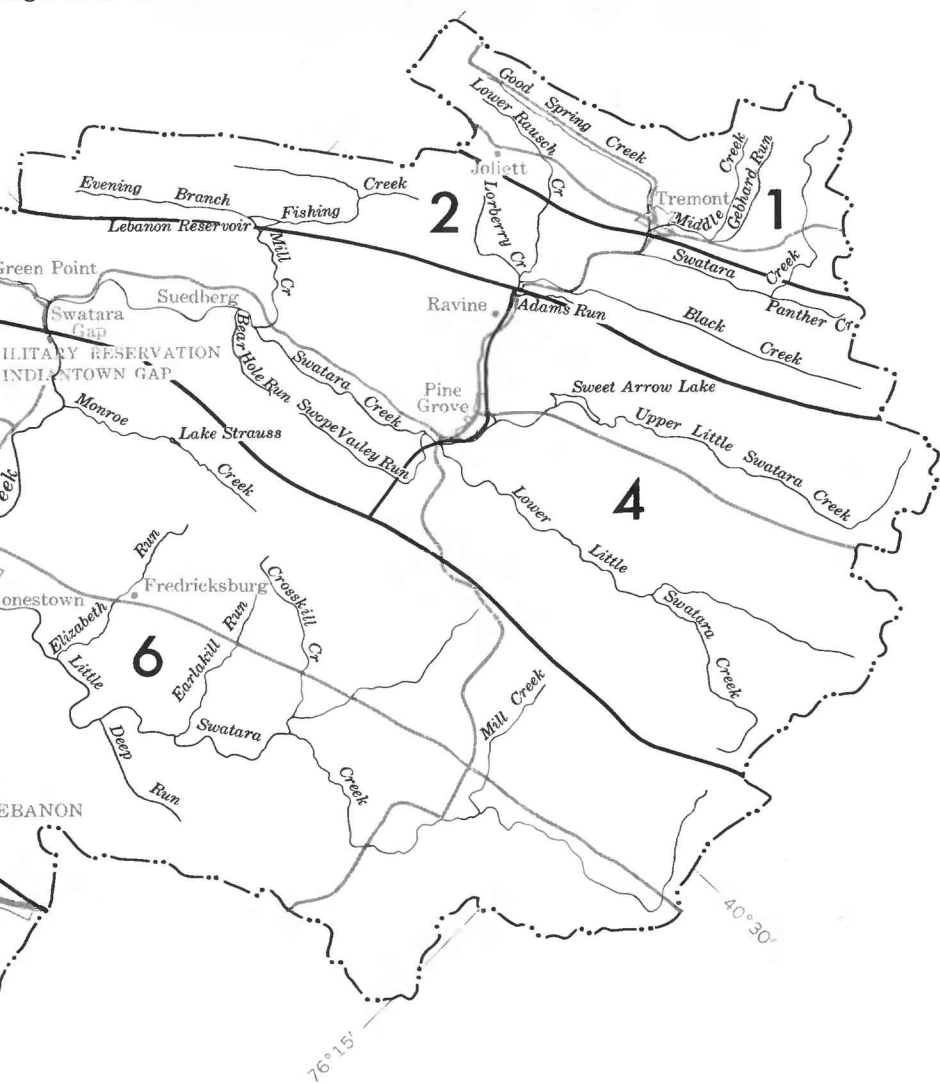 Good Spring Creek
Lower Rausch Cr
Joliett
Creek
Gebhard Run
Middle
1
Tremont
Evening Branch
Fishing Creek
2
Lorberry Cr
Lebanon Reservoir
Mill Cr
Swatara Creek
Panther Cr
Green Point
Suedberg
Ravine
Adams Run
Black Creek
Swatara Gap
MILITARY RESERVATION
INDIANTOWN GAP
Bear Hole Run
Swatara Creek
Pine Grove
Sweet Arrow Lake
Upper Little Swatara Creek
Monroe Creek
Lake Strauss
Swope Valley Run
4
eek
Lower Little Swatara Creek
Run
Elizabeth
Fredricksburg
Crosskill Cr
onestown
Earlakill Run
6
Little Swatara Creek
Mill Creek
Deep Run
EBANON
40°30'
76°15'